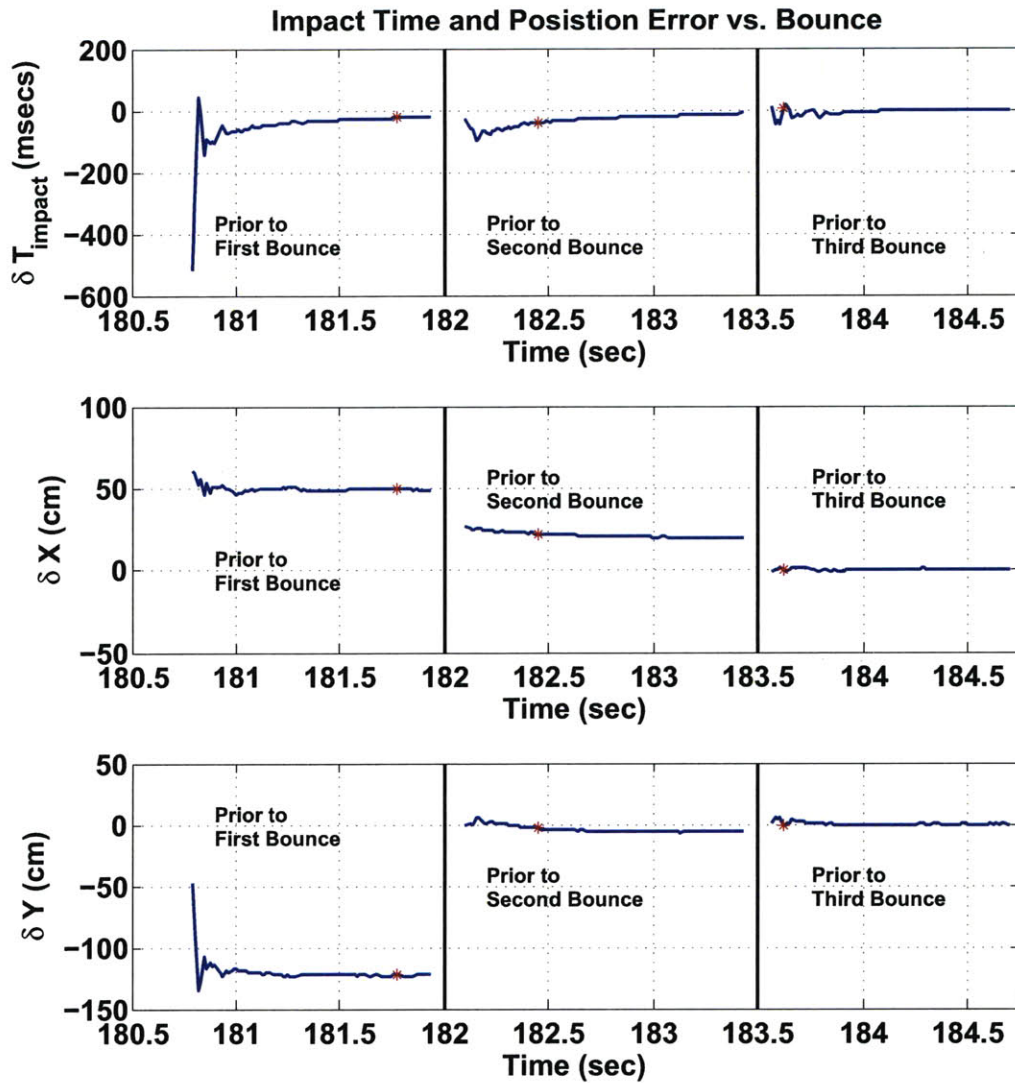 Impact Time and Posistion Error vs. Bounce
200
0
−200
−400
−600
δ T_impact (msecs)
Prior to
First Bounce
Prior to
Second Bounce
Prior to
Third Bounce
180.5 181 181.5 182 182.5 183 183.5 184 184.5
Time (sec)
100
50
0
−50
δ X (cm)
Prior to
First Bounce
Prior to
Second Bounce
Prior to
Third Bounce
180.5 181 181.5 182 182.5 183 183.5 184 184.5
Time (sec)
50
0
−50
−100
−150
δ Y (cm)
Prior to
First Bounce
Prior to
Second Bounce
Prior to
Third Bounce
180.5 181 181.5 182 182.5 183 183.5 184 184.5
Time (sec)